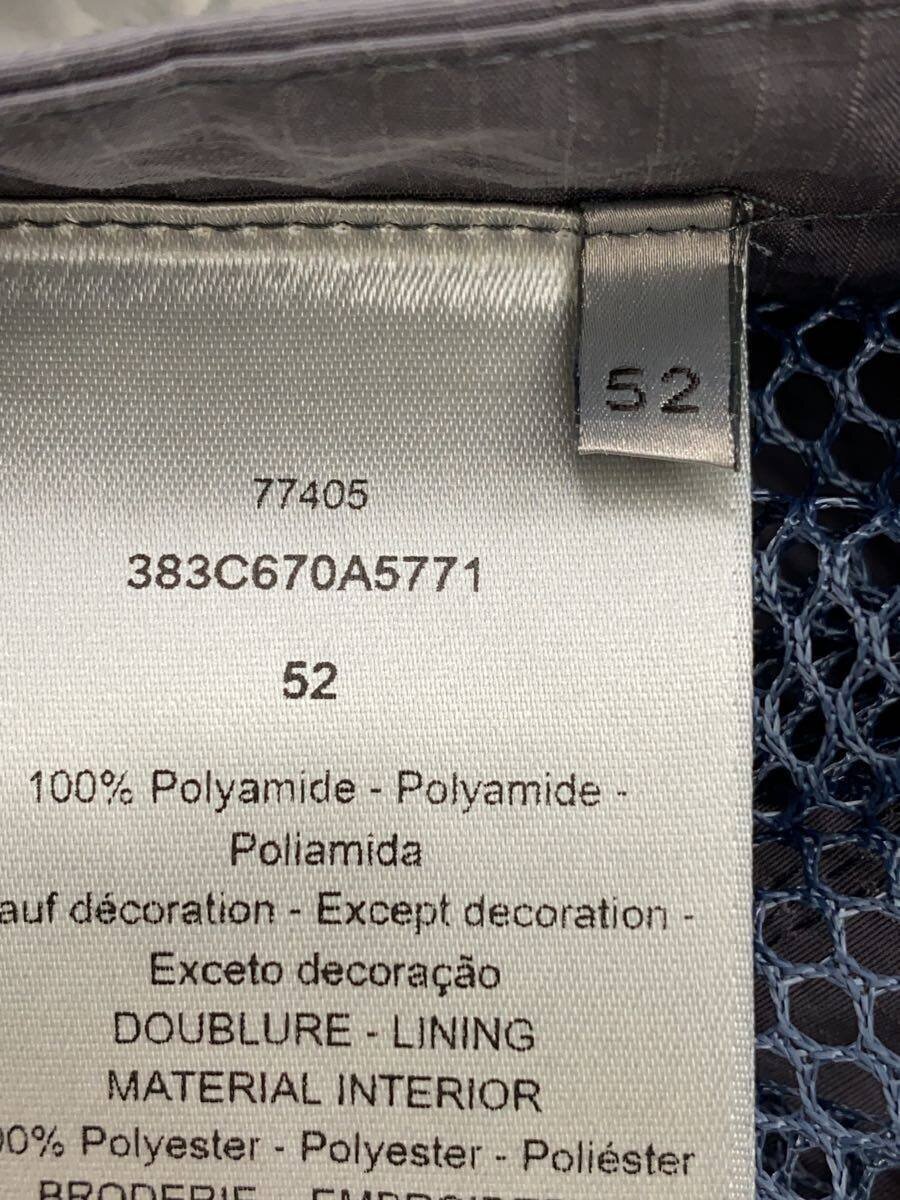 52
77405
383C670A5771
52
100% Polyamide - Polyamide -
Poliamida
auf décoration - Except decoration -
Exceto decoração
DOUBLURE - LINING
MATERIAL INTERIOR
00% Polyester - Polyester - Poliéster
BRODERIE